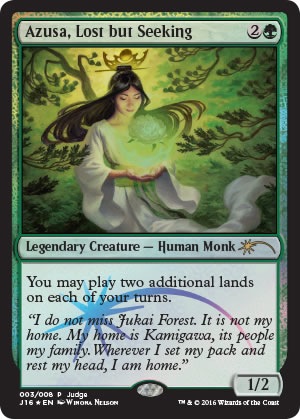 Azusa, Lost but Seeking 2
Legendary Creature — Human Monk
You may play two additional lands
on each of your turns.
"I do not miss Jukai Forest. It is not
my home. My home is Kamigawa, its people
my family. Wherever I set my pack and
rest my head, I am home."
1/2
003/008 P Judge
J16 ★ EN Winona Nelson
™ & © 2016 Wizards of the Coast